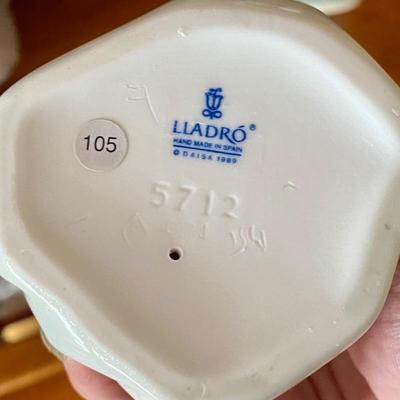 LLADRÓ®
HAND MADE IN SPAIN
© DAISA 1989
105
5712